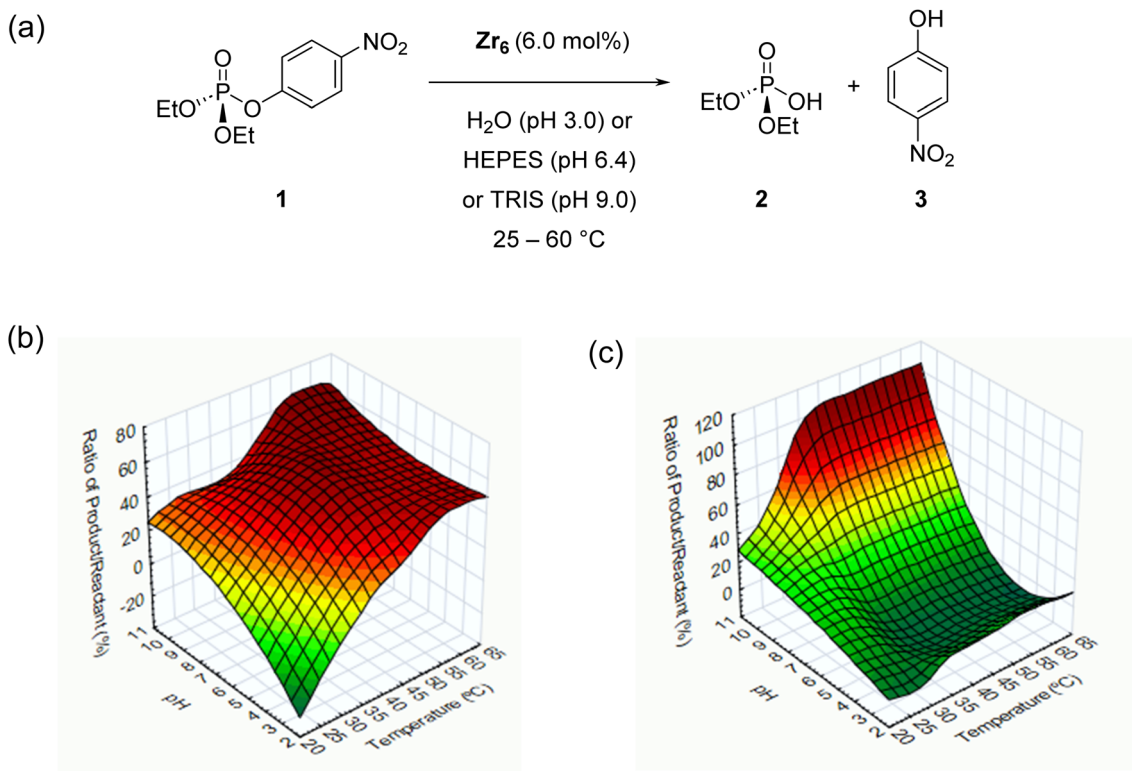 (a)
O
EtO
P
O
OEt
NO2
1
Zr6 (6.0 mol%)
H2O (pH 3.0) or
HEPES (pH 6.4)
or TRIS (pH 9.0)
25 – 60 °C
O
EtO
P
OH
OEt
2
+
OH
NO2
3
(b)
Ratio of Product/Reactant (%)
80
60
40
20
0
-20
11
10
9
8
7
6
5
4
3
2
pH
20
25
30
35
40
45
50
55
60
65
Temperature (ºC)
(c)
Ratio of Product/Reactant (%)
120
100
80
60
40
20
0
11
10
9
8
7
6
5
4
3
2
pH
20
25
30
35
40
45
50
55
60
65
Temperature (ºC)